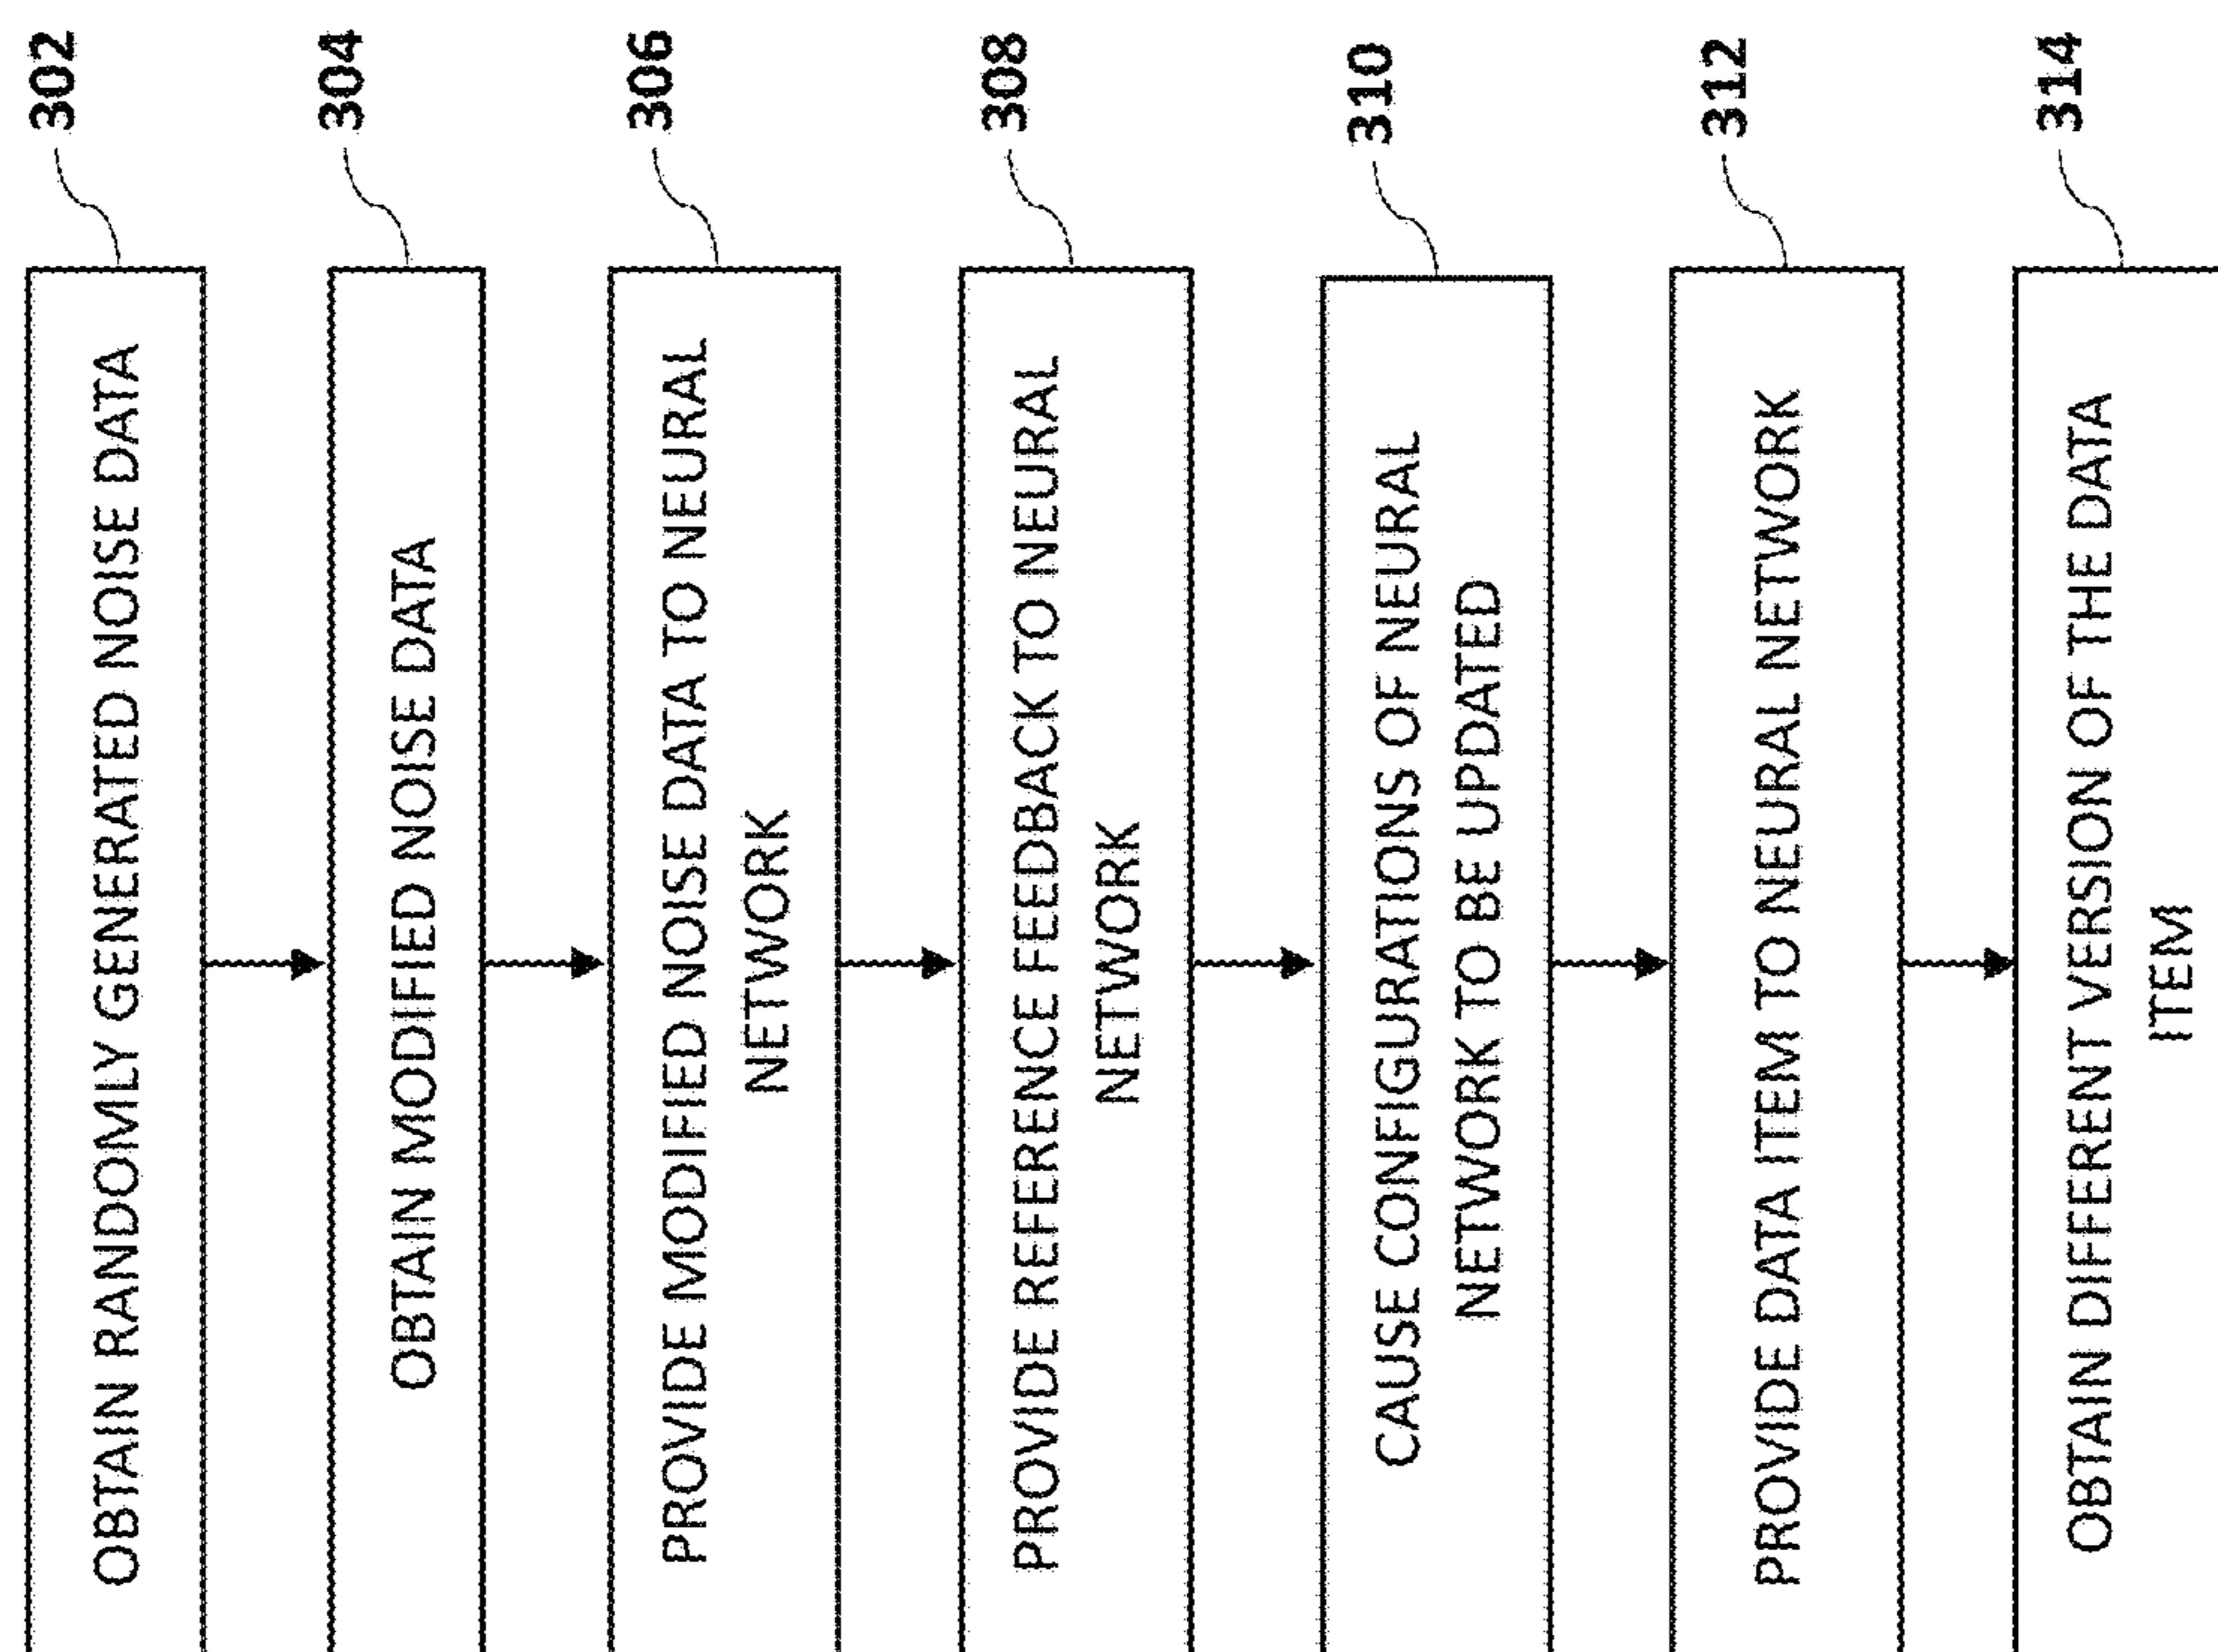 302
OBTAIN RANDOMLY GENERATED NOISE DATA
304
OBTAIN MODIFIED NOISE DATA
306
PROVIDE MODIFIED NOISE DATA TO NEURAL
NETWORK
308
PROVIDE REFERENCE FEEDBACK TO NEURAL
NETWORK
310
CAUSE CONFIGURATIONS OF NEURAL
NETWORK TO BE UPDATED
312
PROVIDE DATA ITEM TO NEURAL NETWORK
314
OBTAIN DIFFERENT VERSION OF THE DATA
ITEM